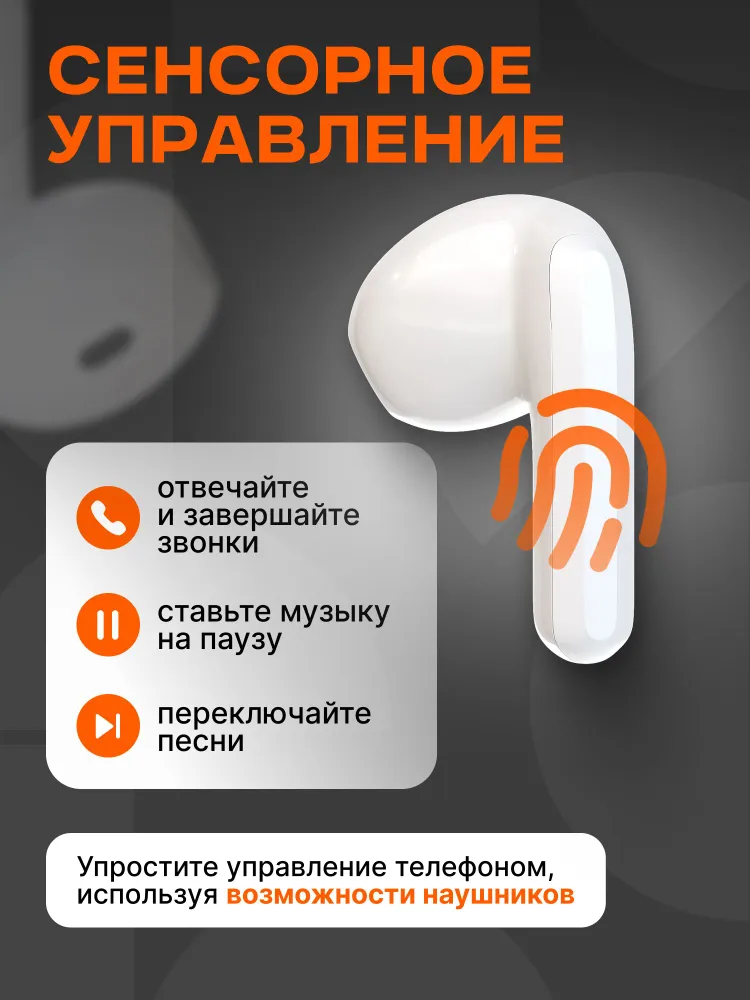 СЕНСОРНОЕ
УПРАВЛЕНИЕ
отвечайте
и завершайте
звонки
ставьте музыку
на паузу
переключайте
песни
Упростите управление телефоном,
используя возможности наушников